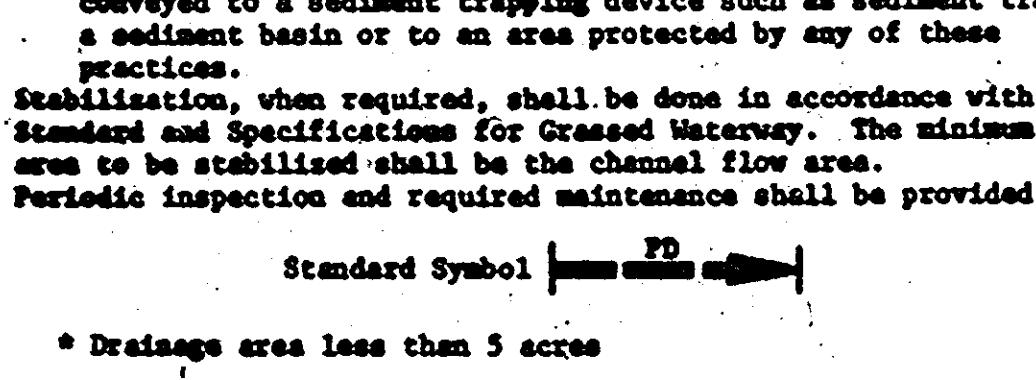 conveyed to a sediment trapping device such as sediment
a sediment basin or to an area protected by any of these
practices.
Stabilization, when required, shall be done in accordance with
Standard and Specifications for Grassed Waterway. The minimum
area to be stabilized shall be the channel flow area.
Periodic inspection and required maintenance shall be provided
PD
Standard Symbol
* Drainage area less than 5 acres